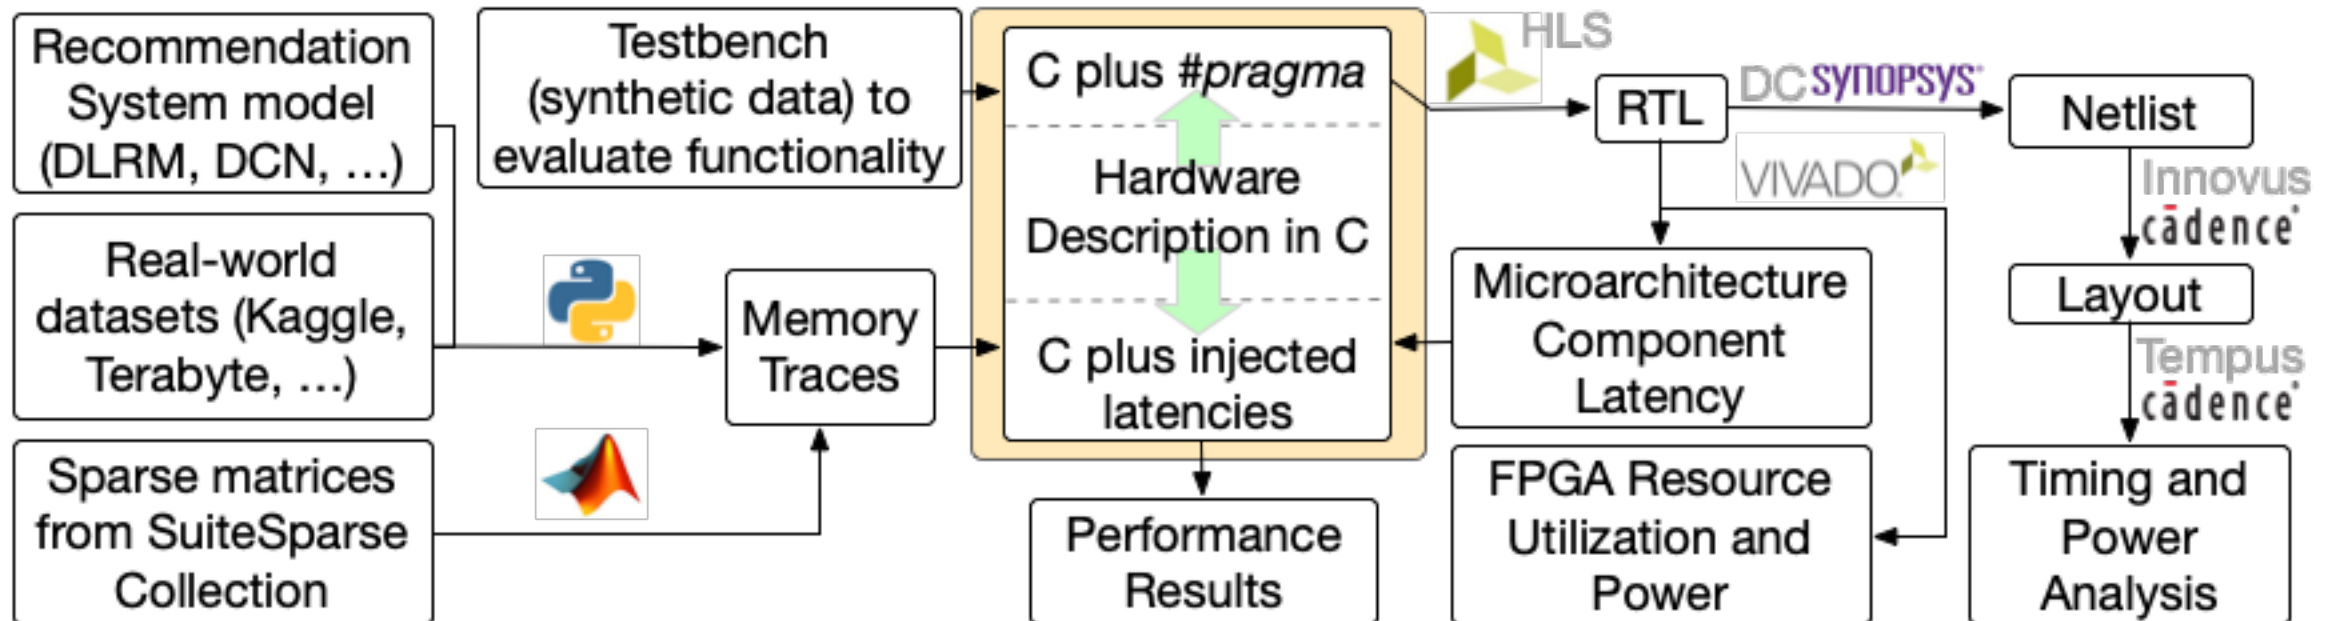 Recommendation
System model
(DLRM, DCN, ...)
Real-world
datasets (Kaggle,
Terabyte, ...)
Sparse matrices
from SuiteSparse
Collection
Testbench
(synthetic data) to
evaluate functionality
Memory
Traces
C plus #pragma
Hardware
Description in C
C plus injected
latencies
Performance
Results
HLS
RTL
DC SYNOPSYS
VIVADO
Microarchitecture
Component
Latency
FPGA Resource
Utilization and
Power
Netlist
Innovus
cādence
Layout
Tempus
cādence
Timing and
Power
Analysis